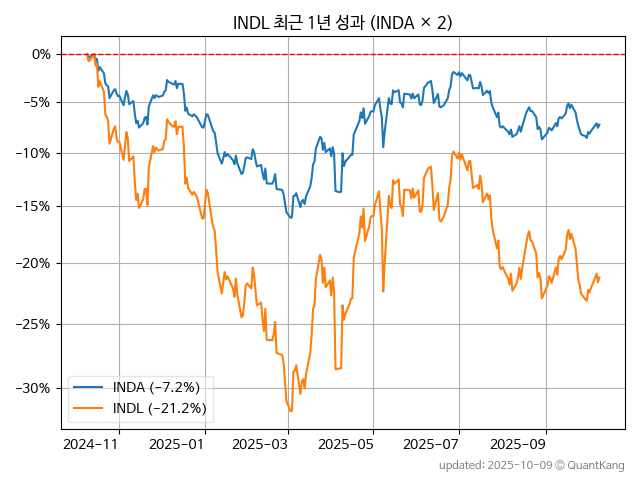 INDL 최근 1년 성과 (INDA × 2)
0%
−5%
−10%
−15%
−20%
−25%
−30%
INDA (−7.2%)
INDL (−21.2%)
2024−11 2025−01 2025−03 2025−05 2025−07 2025−09
updated: 2025-10-09 © QuantKang